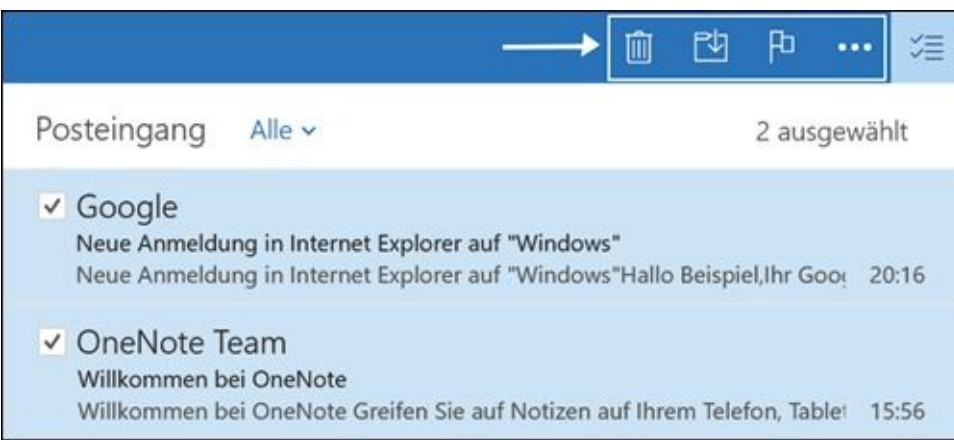 Posteingang Alle 2 ausgewählt
Google
Neue Anmeldung in Internet Explorer auf "Windows"
Neue Anmeldung in Internet Explorer auf "Windows"Hallo Beispiel,Ihr 20:16
OneNote Team
Willkommen bei OneNote
Willkommen bei OneNote Greifen Sie auf Notizen auf Ihrem Telefon, 15:56